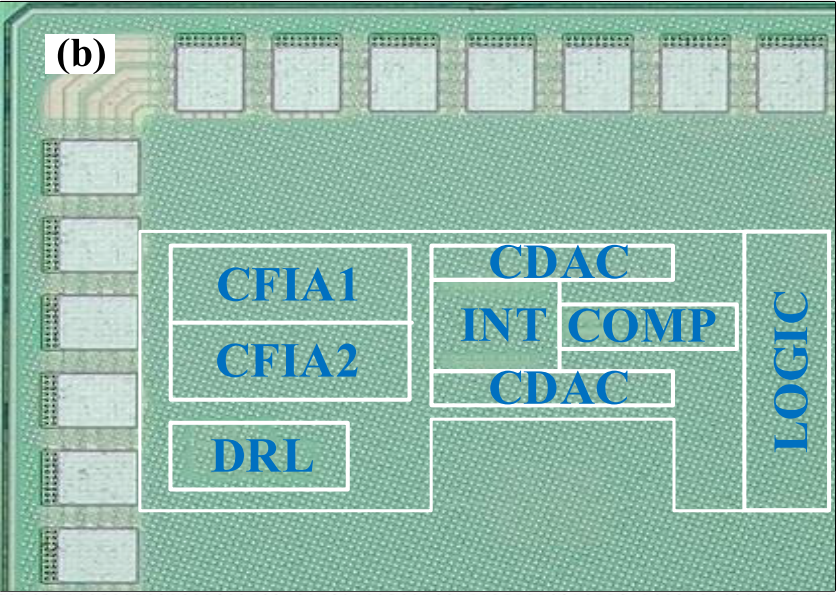 (b)
CFIA1
CFIA2
DRL
CDAC
INT
COMP
CDAC
LOGIC